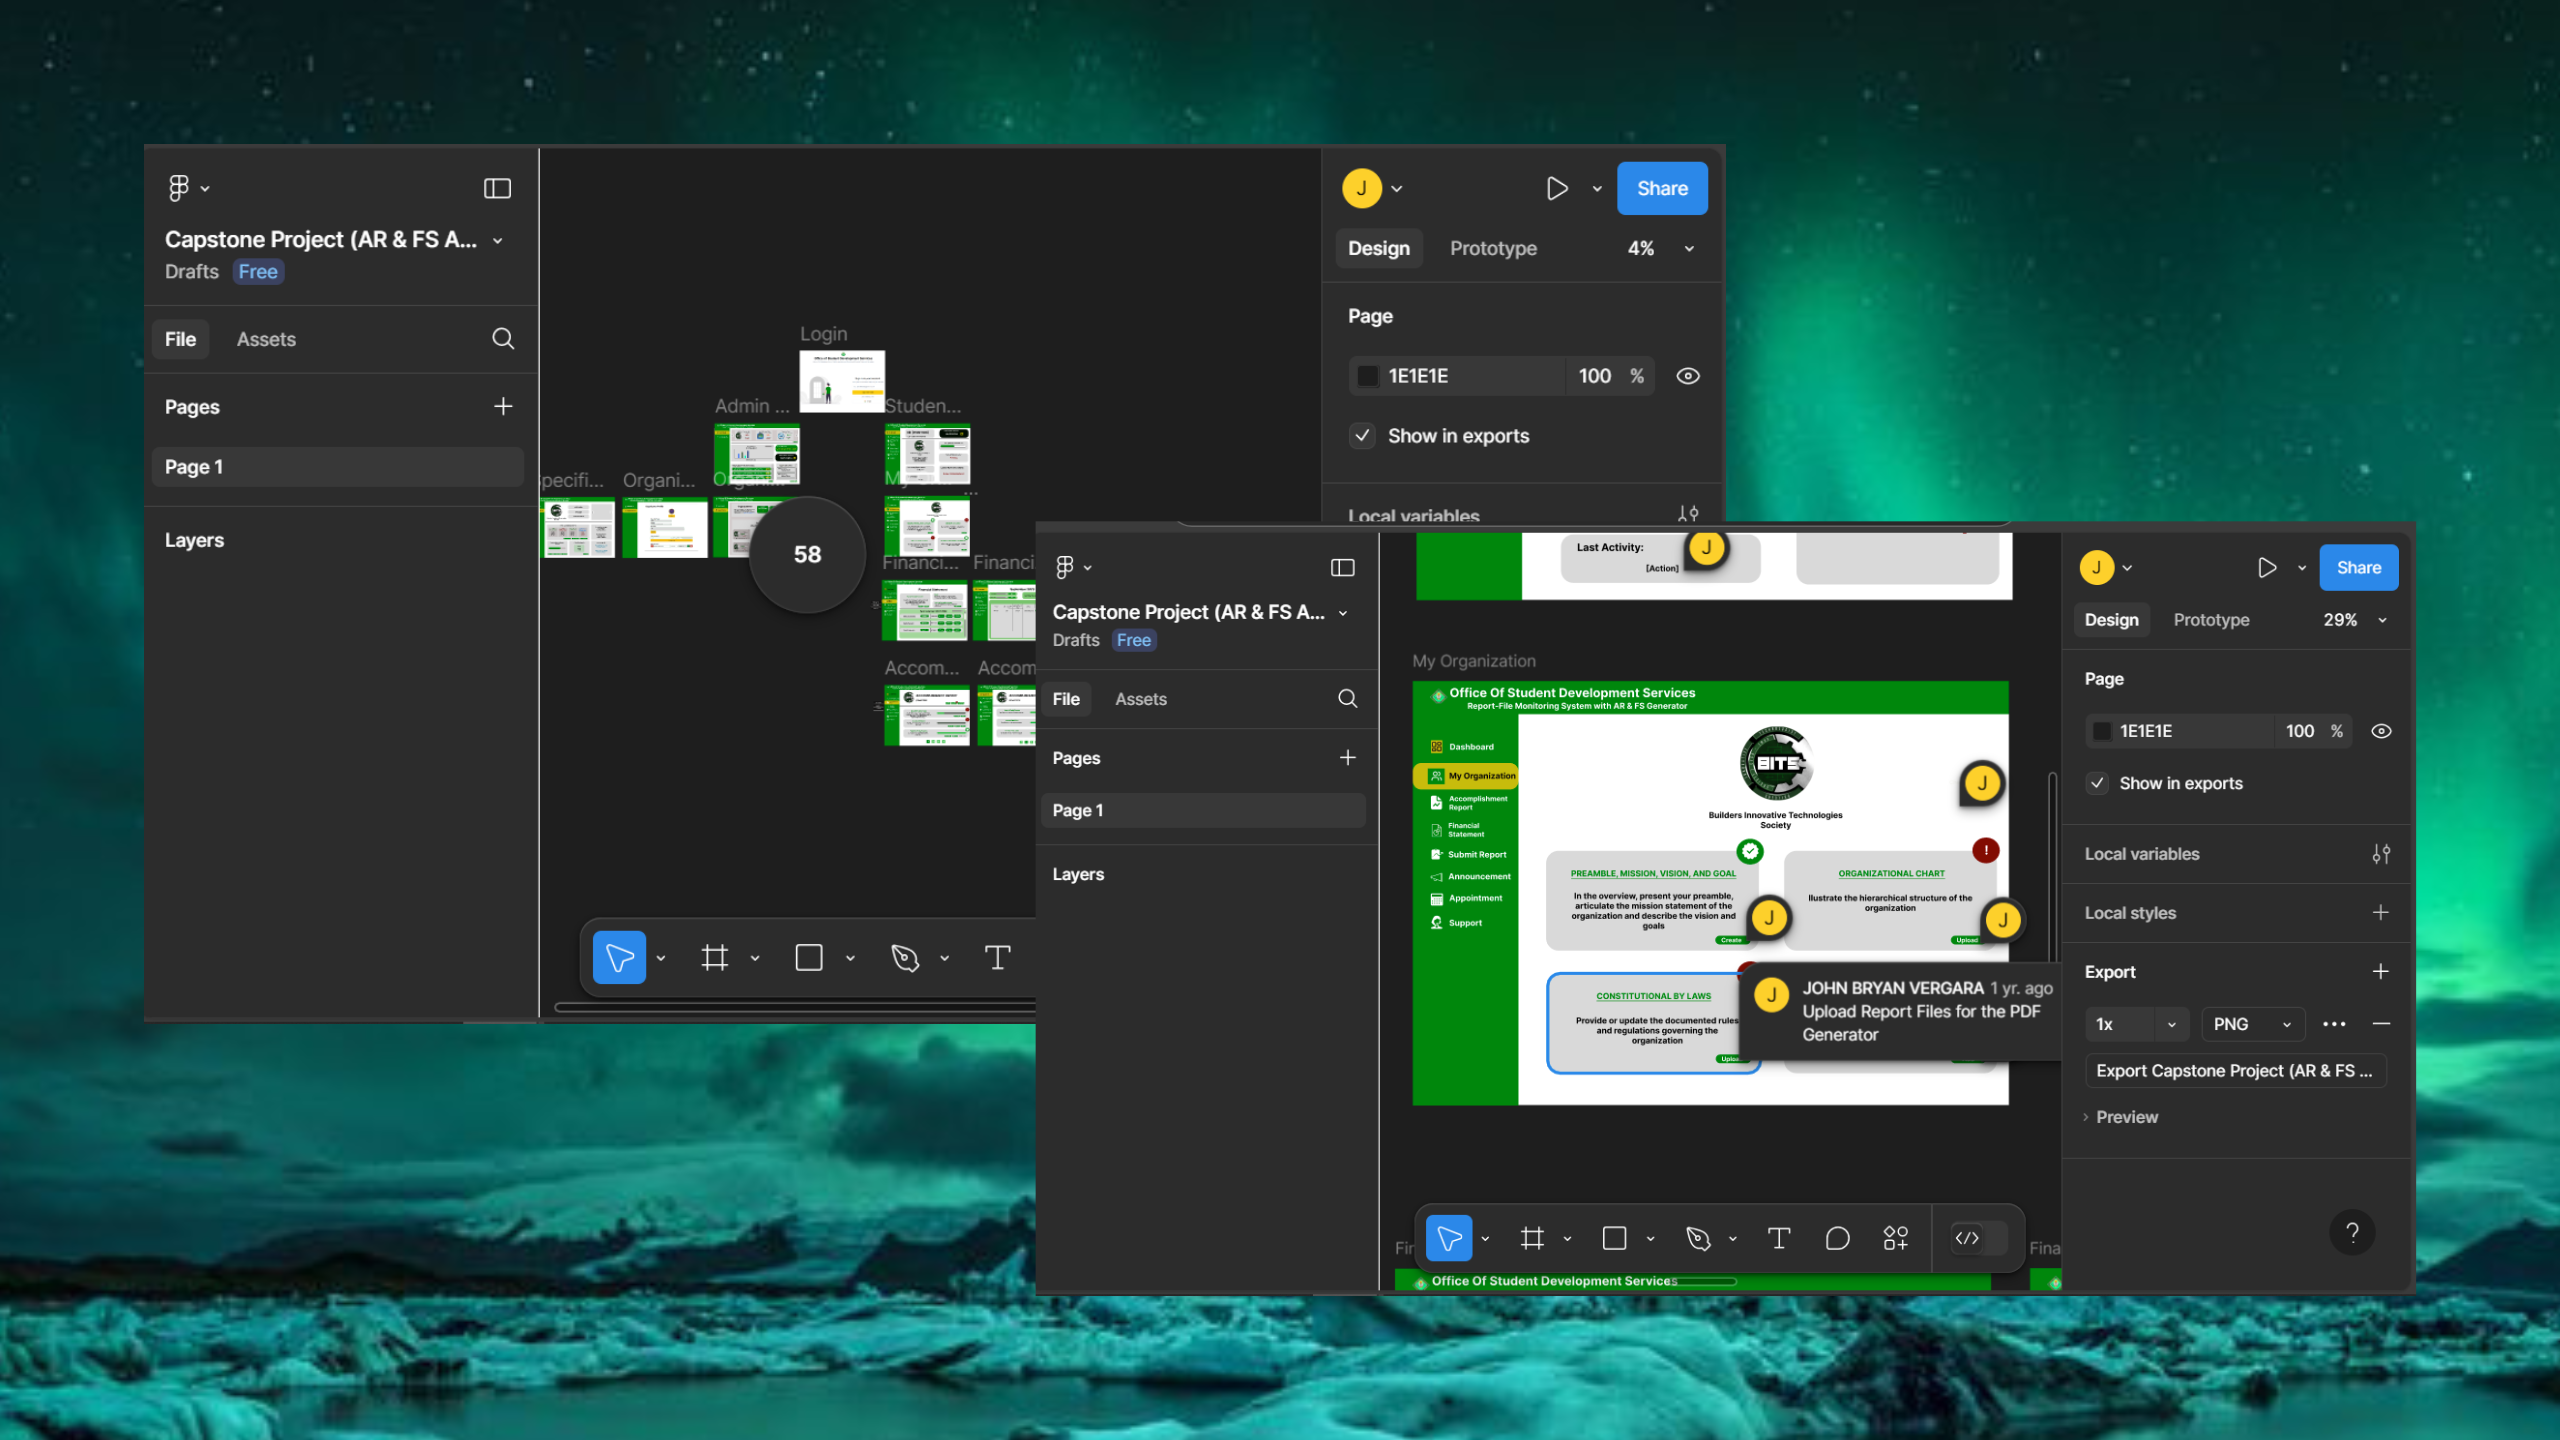 Capstone Project (AR & FS A...
Drafts Free
File Assets
Pages
Page 1
Layers
Login
Admin ...
Studen...
pecifi...
Organi...
58
Financi...
Financi
Accom...
Accom
J
Share
Design Prototype 4%
Page
1E1E1E 100 %
Show in exports
Local variables
Capstone Project (AR & FS A...
Drafts Free
File Assets
Pages
Page 1
Layers
Last Activity:
[Action]
J
My Organization
Office Of Student Development Services
Report-File Monitoring System with AR & FS Generator
Dashboard
My Organization
Accomplishment
Report
Financial
Statement
Submit Report
Announcement
Appointment
Support
BITS
Builders Innovative Technologies
Society
J
PREAMBLE, MISSION, VISION, AND GOAL
In the overview, present your preamble,
articulate the mission statement of the
organization and describe the vision and
goals
Create
J
!
ORGANIZATIONAL CHART
llustrate the hierarchical structure of the
organization
Upload
J
CONSTITUTIONAL BY LAWS
Provide or update the documented rules
and regulations governing the
organization
J
JOHN BRYAN VERGARA 1 yr. ago
Upload Report Files for the PDF
Generator
Fina
Office Of Student Development Services
J
Share
Design Prototype 29%
Page
1E1E1E 100 %
Show in exports
Local variables
Local styles
Export
1x PNG
Export Capstone Project (AR & FS ...
Preview
?